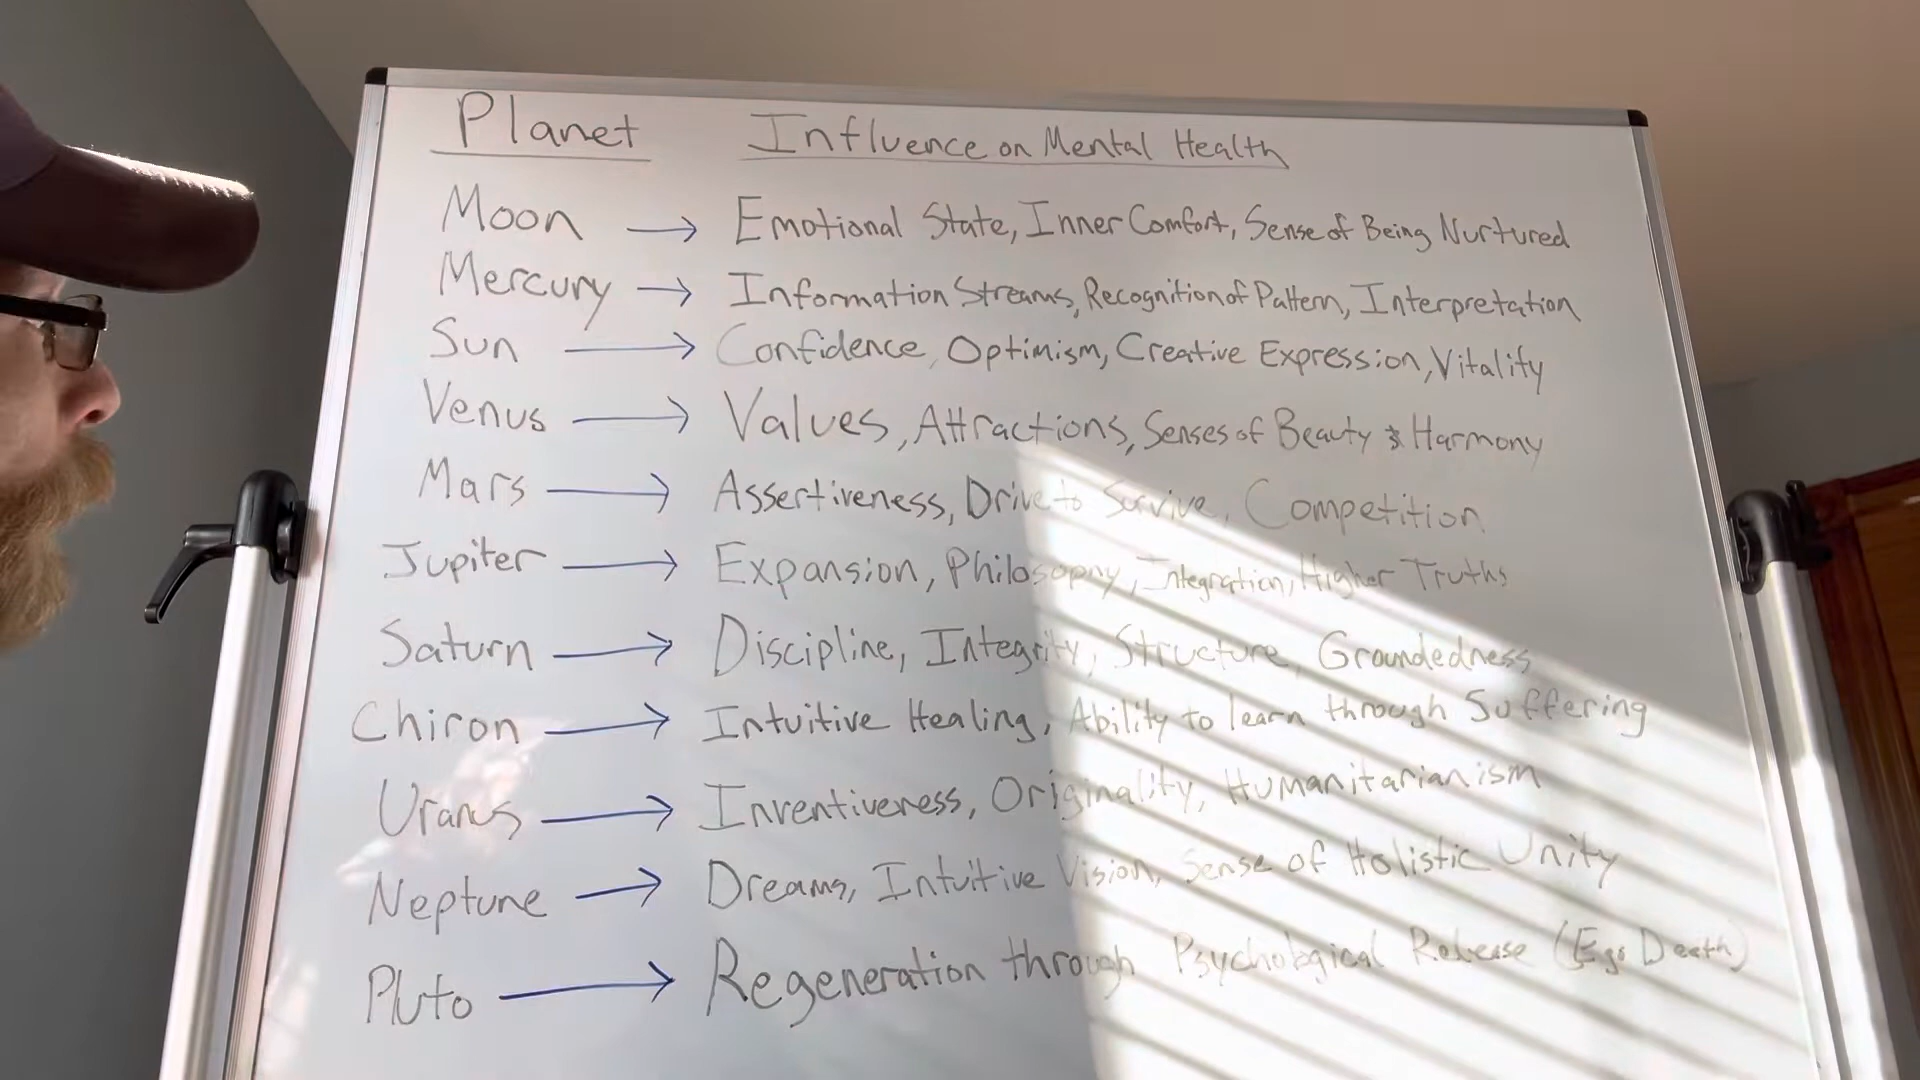 Planet Influence on Mental Health
Moon → Emotional State, Inner Comfort, Sense of Being Nurtured
Mercury → Information Streams, Recognition of Pattern, Interpretation
Sun → Confidence, Optimism, Creative Expression, Vitality
Venus → Values, Attractions, Senses of Beauty & Harmony
Mars → Assertiveness, Drive to Survive, Competition
Jupiter → Expansion, Philosophy, Integration, Higher Truths
Saturn → Discipline, Integrity, Structure, Groundedness
Chiron → Intuitive Healing, Ability to learn through Suffering
Uranus → Inventiveness, Originality, Humanitarianism
Neptune → Dreams, Intuitive Vision, Sense of Holistic Unity
Pluto → Regeneration through Psychological Release (Ego Death)